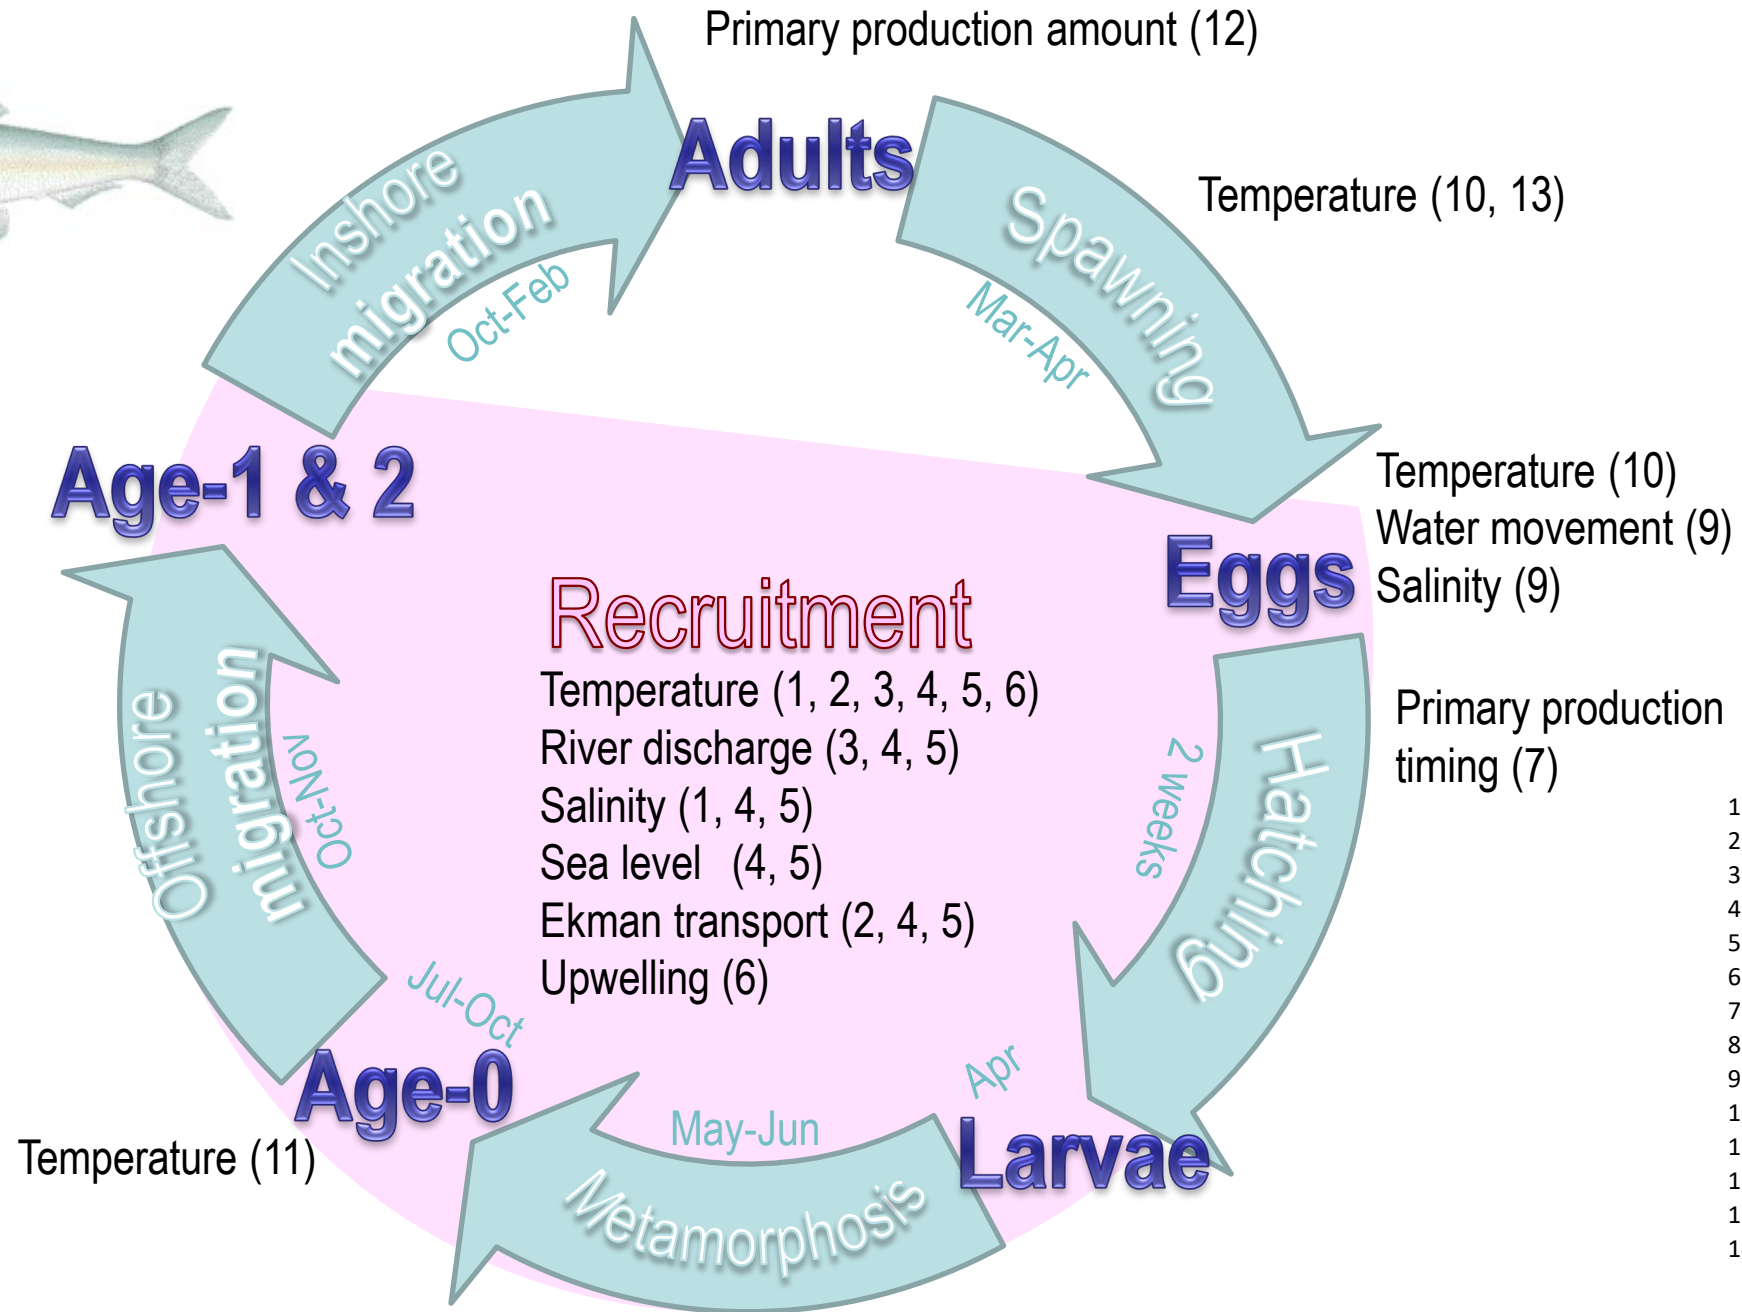 Primary production amount (12)
Adults
Inshore
migration
Oct-Feb
Spawning
Mar-Apr
Temperature (10, 13)
Age-1 & 2
Temperature (10)
Water movement (9)
Eggs
Salinity (9)
Recruitment
Temperature (1, 2, 3, 4, 5, 6)
River discharge (3, 4, 5)
Salinity (1, 4, 5)
Sea level (4, 5)
Ekman transport (2, 4, 5)
Upwelling (6)
Offshore
migration
Oct-Nov
Hatching
2 weeks
Primary production
timing (7)
1
2
3
4
5
6
7
8
9
1
1
1
1
1
Jul-Oct
Age-0
Temperature (11)
May-Jun
Metamorphosis
Apr
Larvae